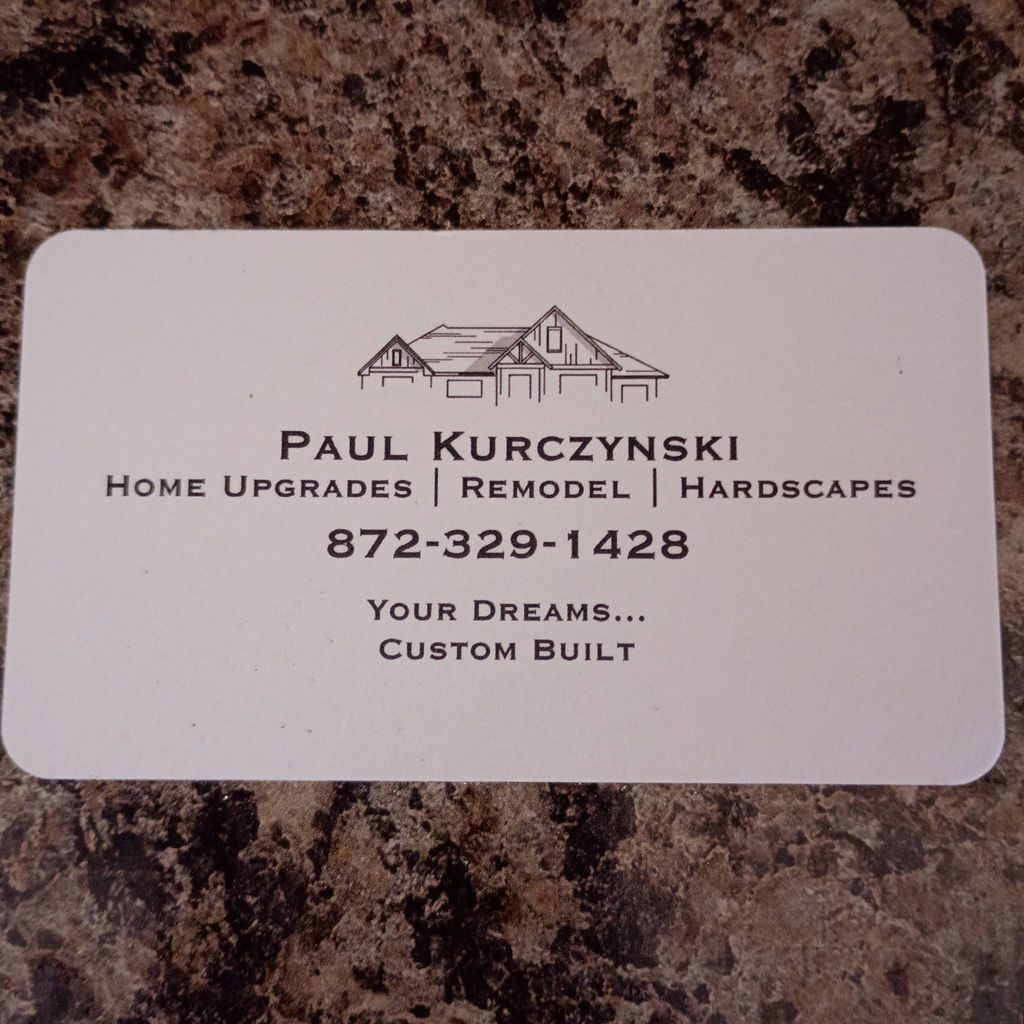 Paul Kurczynski
Home Upgrades | Remodel | Hardscapes
872-329-1428
Your Dreams...
Custom Built